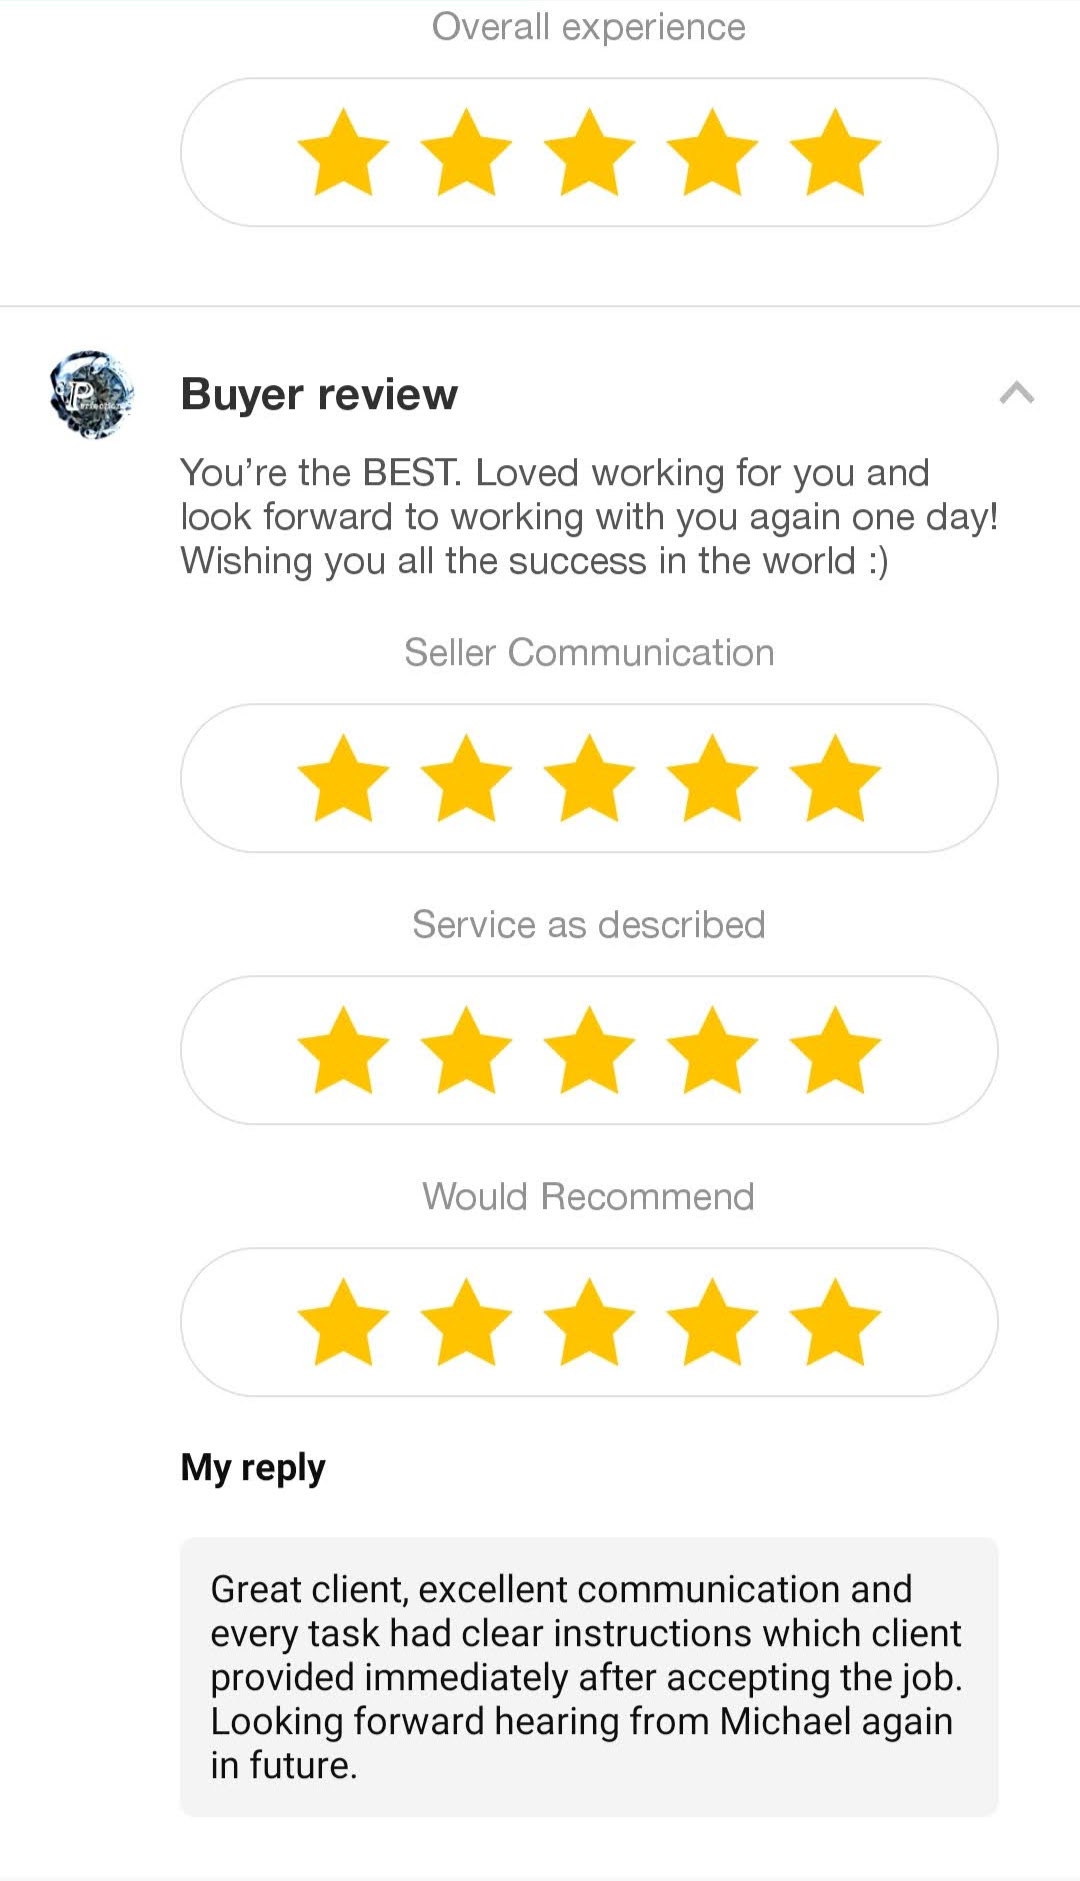 Overall experience
Buyer review
You’re the BEST. Loved working for you and
look forward to working with you again one day!
Wishing you all the success in the world :)
Seller Communication
Service as described
Would Recommend
My reply
Great client, excellent communication and
every task had clear instructions which client
provided immediately after accepting the job.
Looking forward hearing from Michael again
in future.